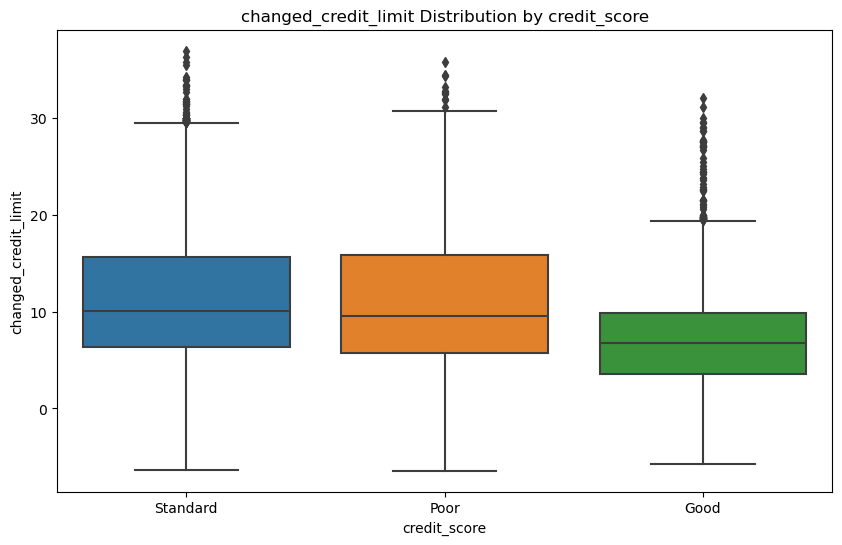 changed_credit_limit Distribution by credit_score
changed_credit_limit
30
20
10
0
Standard
Poor
Good
credit_score